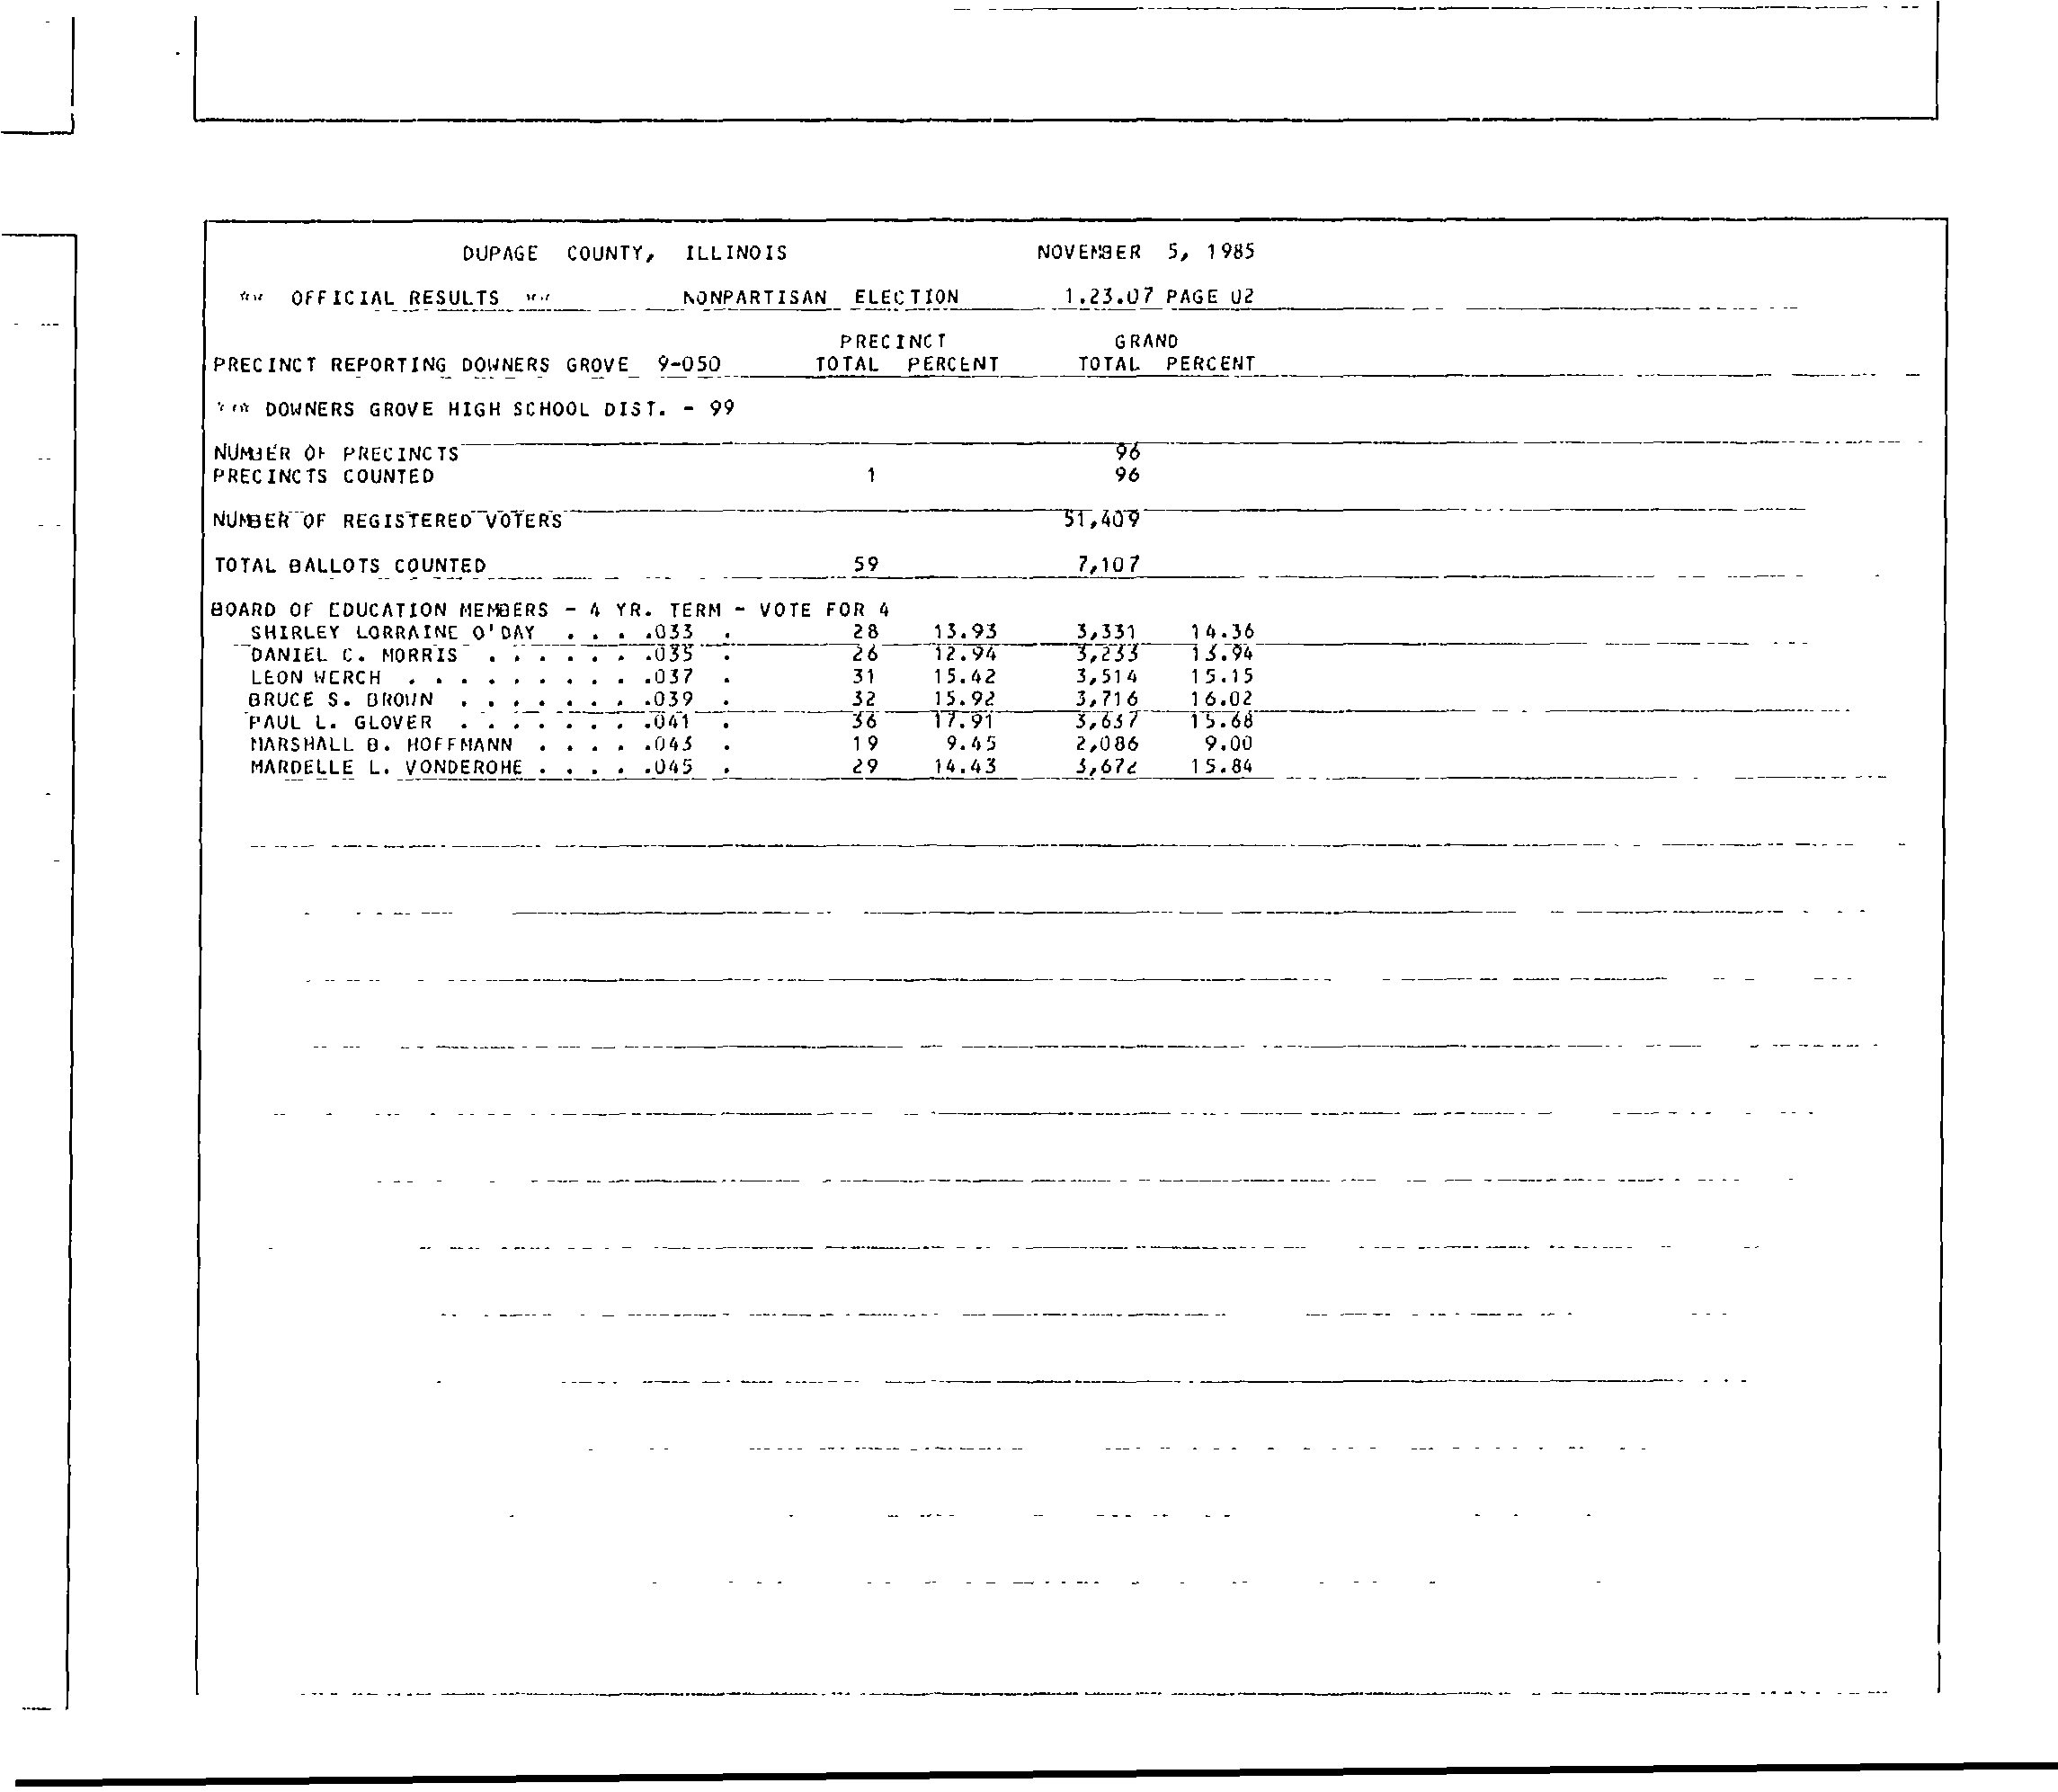 DUPAGE COUNTY, ILLINOIS NOVEMBER 5, 1985
** OFFICIAL RESULTS ** NONPARTISAN ELECTION 1.23.07 PAGE 02
PRECINCT GRAND
PRECINCT REPORTING DOWNERS GROVE 9-050 TOTAL PERCENT TOTAL PERCENT
*** DOWNERS GROVE HIGH SCHOOL DIST. - 99
NUMBER OF PRECINCTS 96
PRECINCTS COUNTED 1 96
NUMBER OF REGISTERED VOTERS 51,409
TOTAL BALLOTS COUNTED 59 7,107
BOARD OF EDUCATION MEMBERS - 4 YR. TERM - VOTE FOR 4
SHIRLEY LORRAINE O'DAY . . . .033 . 28 13.93 3,331 14.36
DANIEL C. MORRIS . . . . . . .035 . 26 12.94 3,233 13.94
LEON WERCH . . . . . . . . . .037 . 31 15.42 3,514 15.15
BRUCE S. BROWN . . . . . . . .039 . 32 15.92 3,716 16.02
PAUL L. GLOVER . . . . . . . .041 . 36 17.91 3,637 15.68
MARSHALL B. HOFFMANN . . . . .043 . 19 9.45 2,086 9.00
MARDELLE L. VONDEROHE . . . . .045 . 29 14.43 3,672 15.84